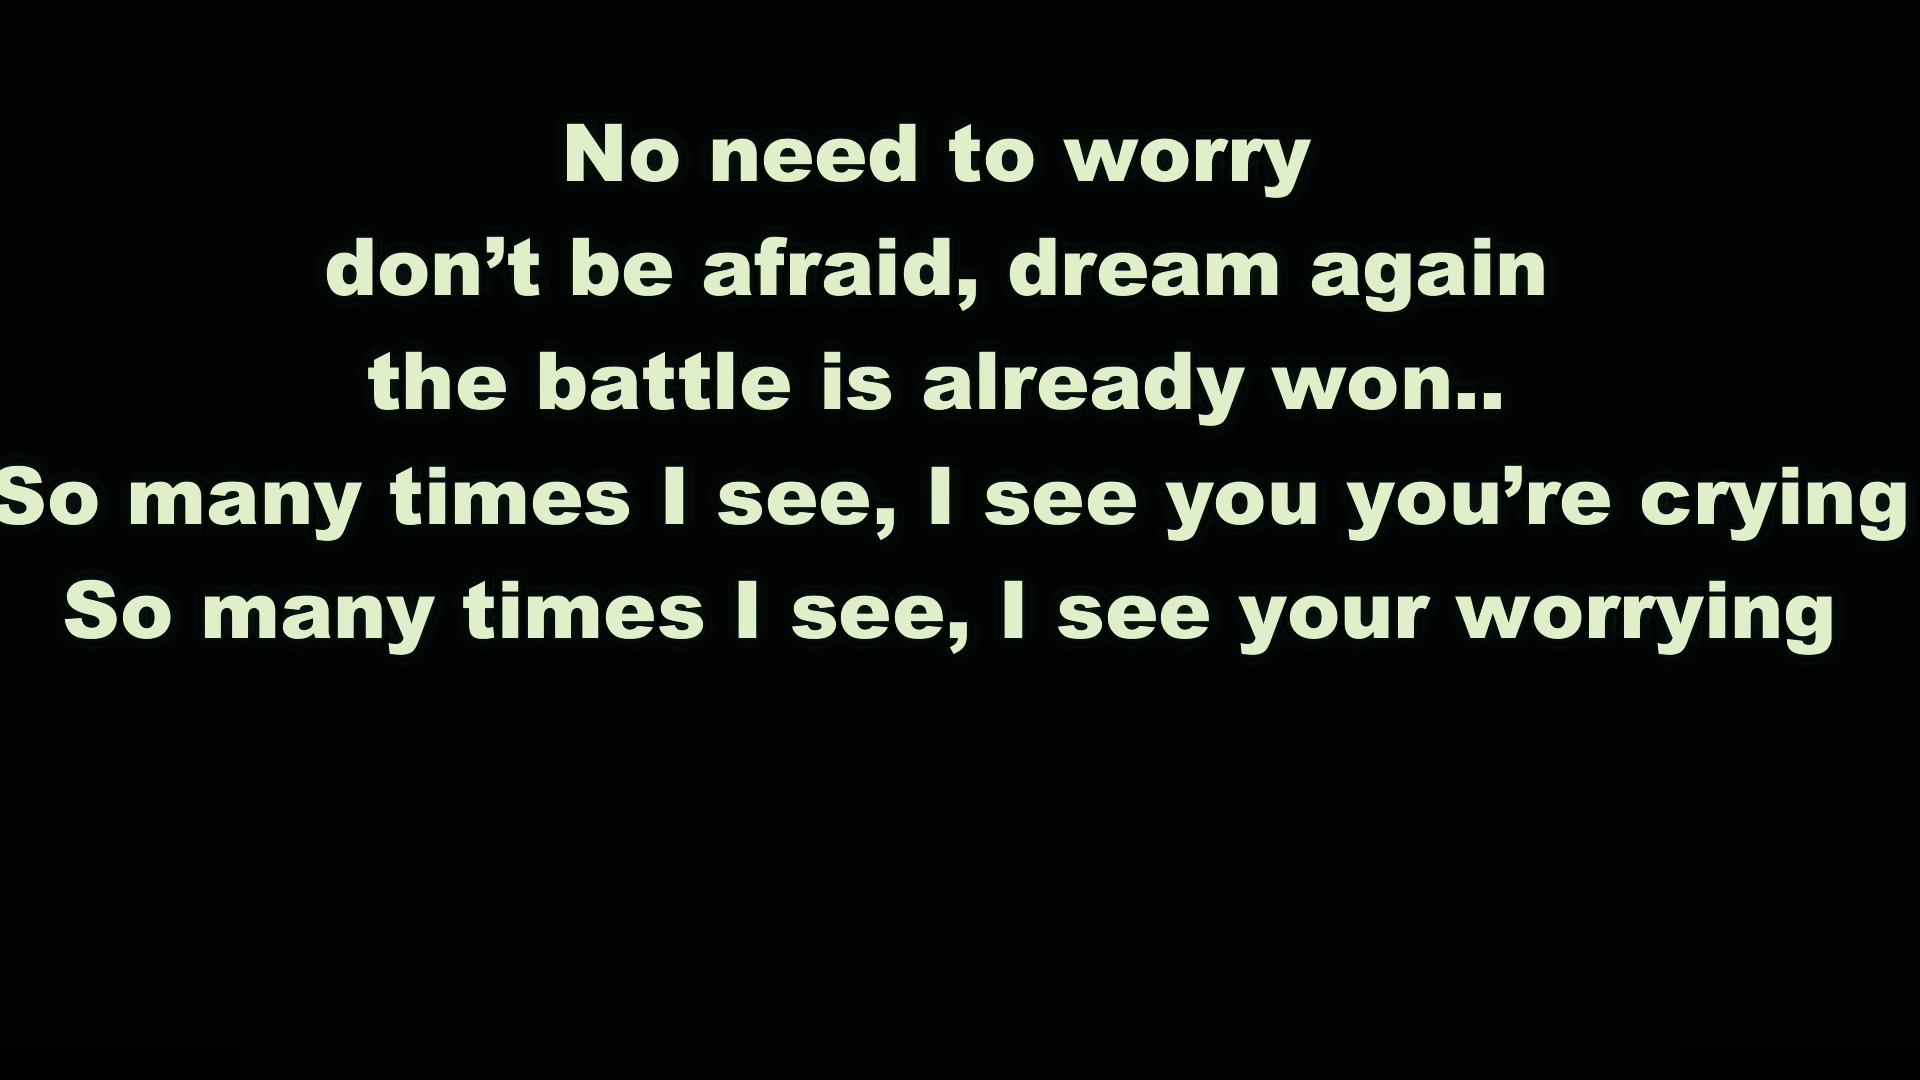 No need to worry
don’t be afraid, dream again
the battle is already won..
So many times I see, I see you you’re crying
So many times I see, I see your worrying